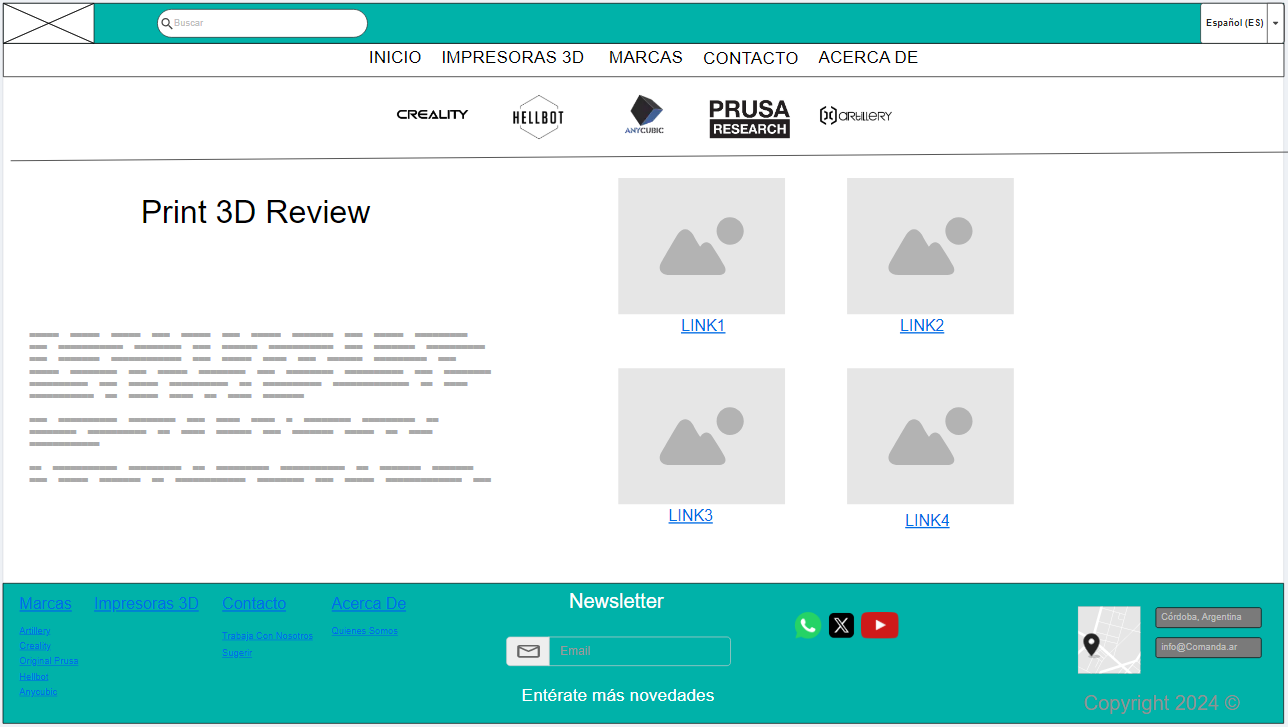 Buscar
Español (ES)
INICIO IMPRESORAS 3D MARCAS CONTACTO ACERCA DE
CREALITY
HELLBOT
ANYCUBIC
PRUSA
RESEARCH
ARTILLERY
Print 3D Review
LINK1
LINK2
LINK3
LINK4
Marcas
Artillery
Creality
Original Prusa
Hellbot
Anycubic
Impresoras 3D
Contacto
Trabaja Con Nosotros
Sugerir
Acerca De
Quienes Somos
Newsletter
Email
Entérate más novedades
Córdoba, Argentina
info@Comanda.ar
Copyright 2024 ©